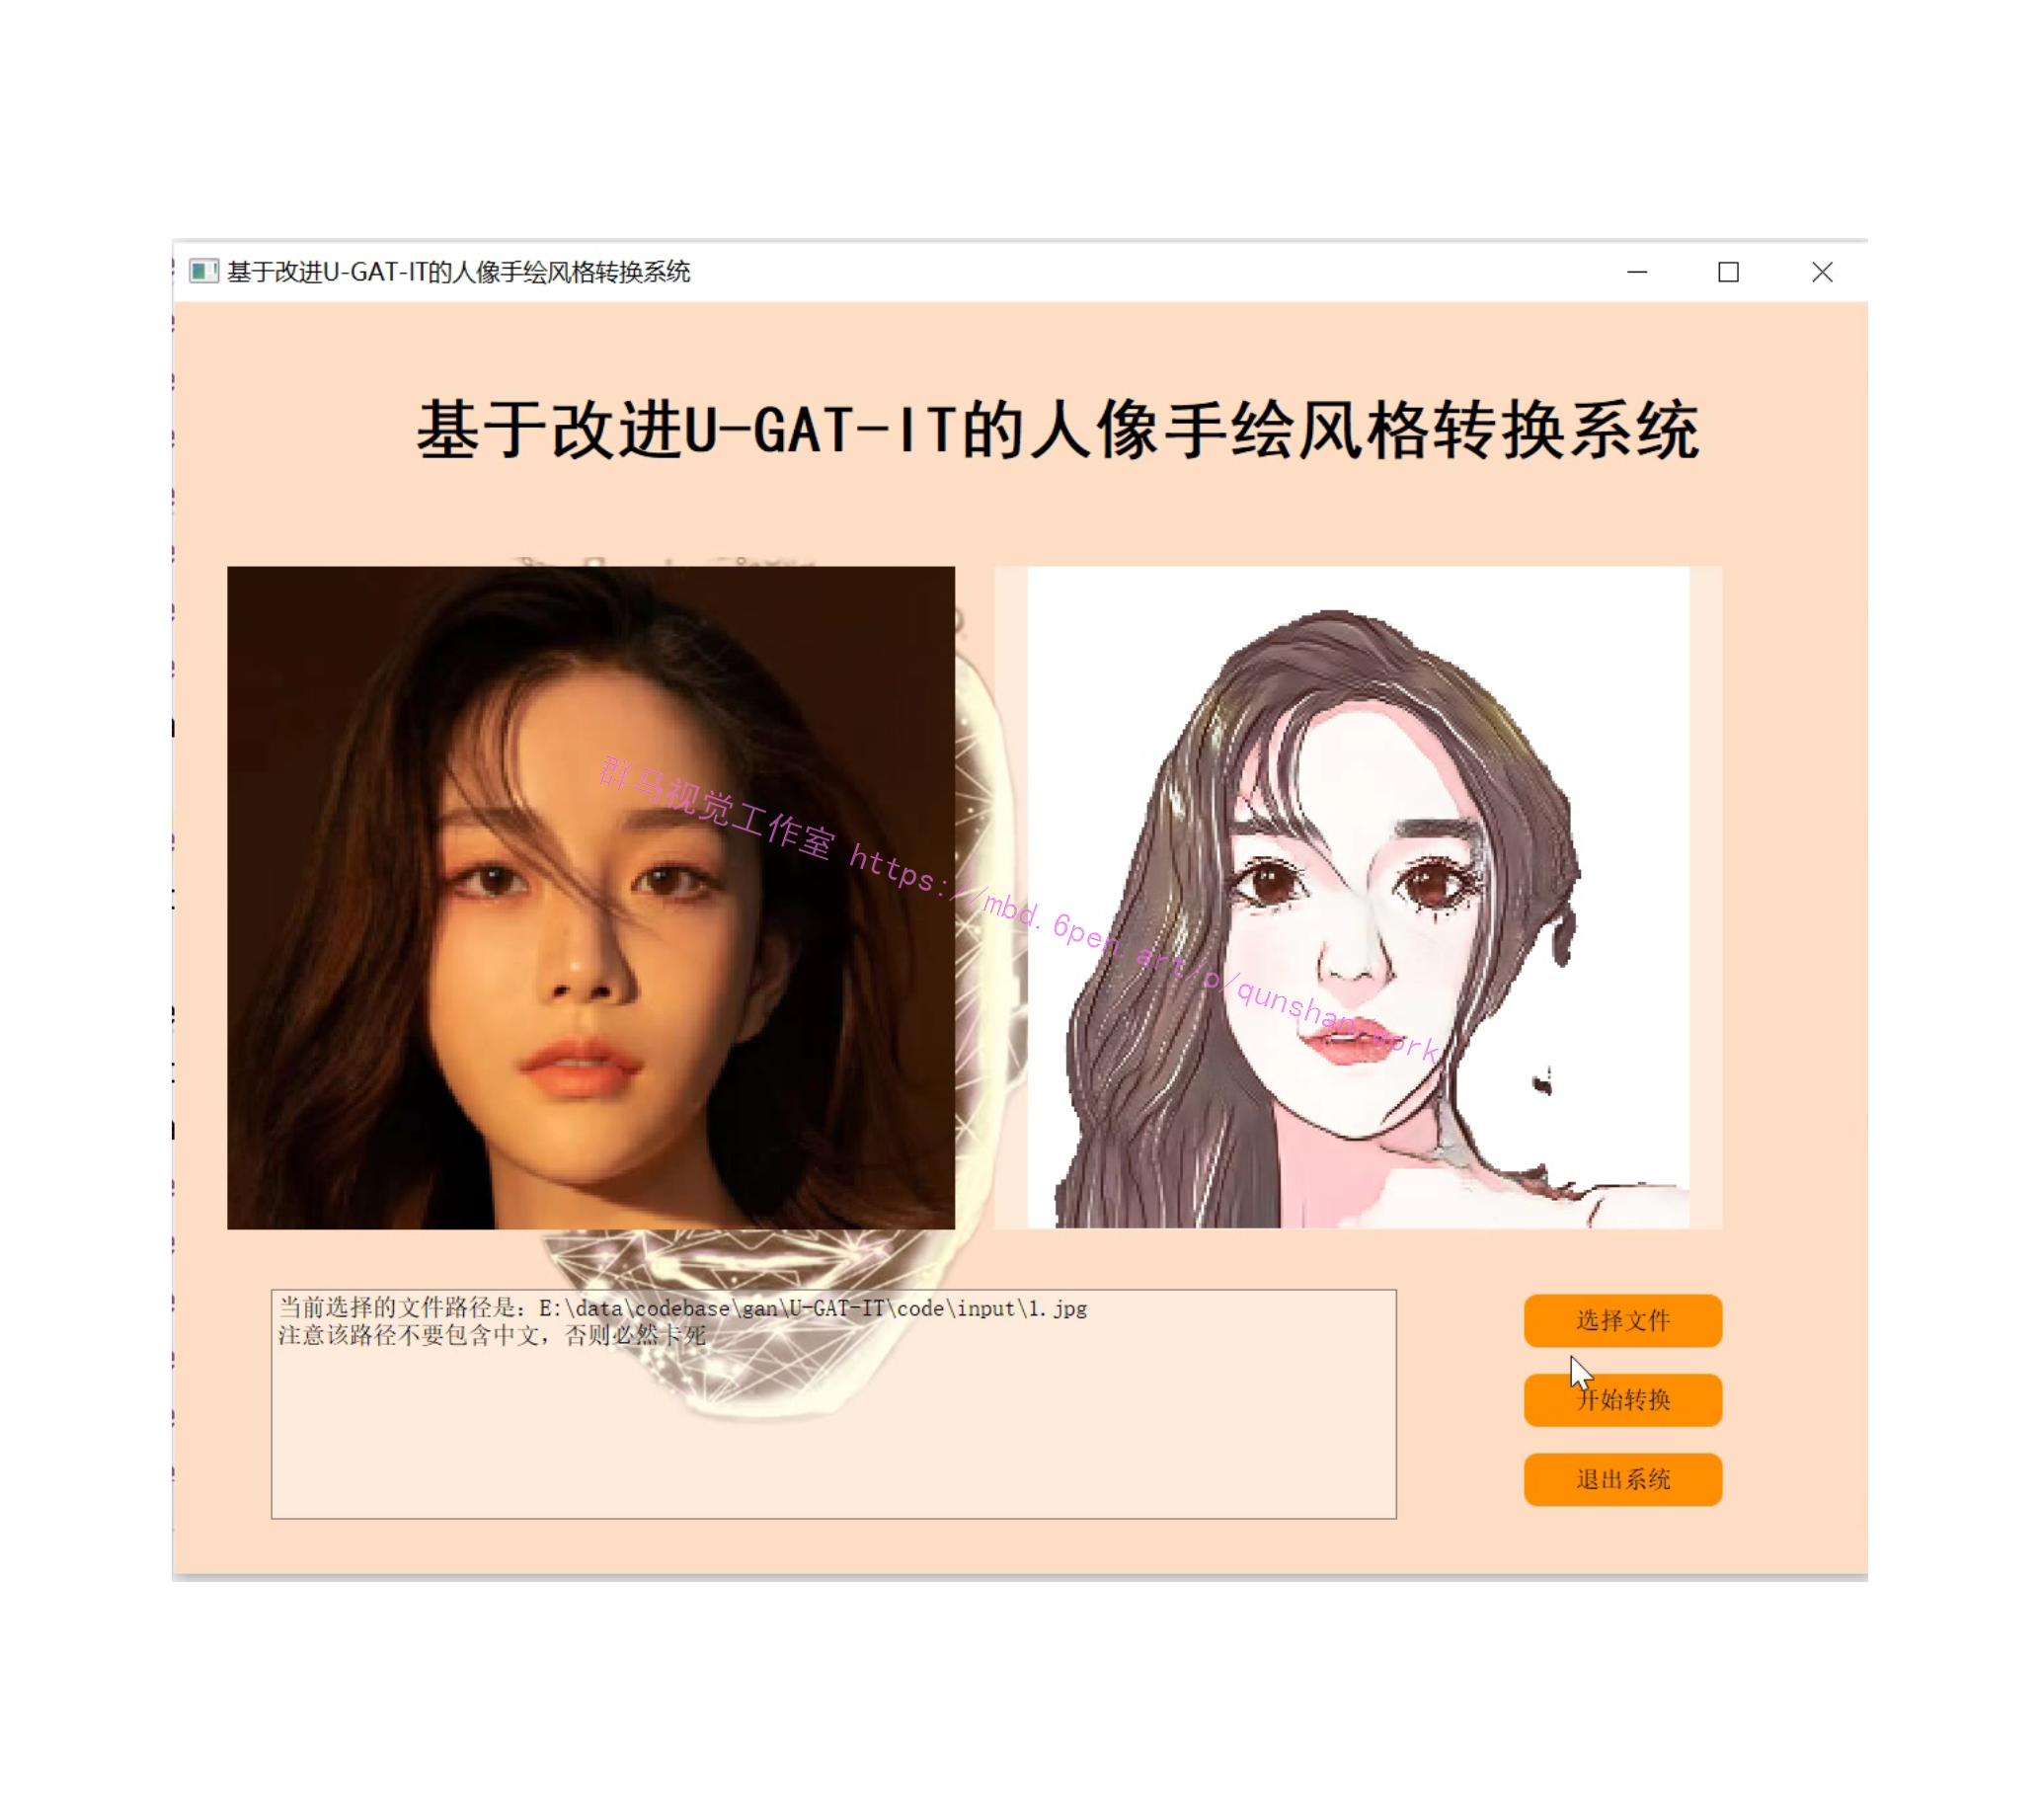 基于改进U-GAT-IT的人像手绘风格转换系统
基于改进U-GAT-IT的人像手绘风格转换系统
群马视觉工作室 https://mbd.6pen.art/o/qunshan/work
当前选择的文件路径是：E:\data\codebase\gan\U-GAT-IT\code\input\1.jpg
注意该路径不要包含中文，否则必然卡死
选择文件
开始转换
退出系统